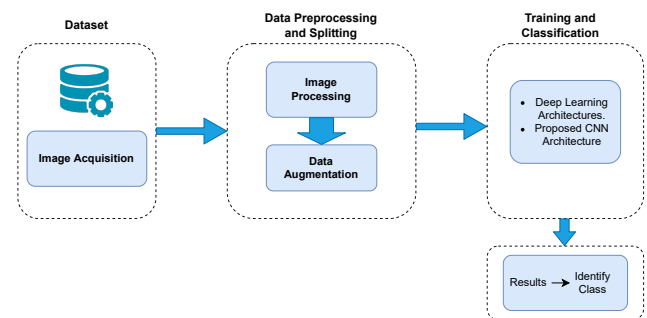 Dataset
Image Acquisition
Data Preprocessing
and Splitting
Image
Processing
Data
Augmentation
Training and
Classification
• Deep Learning
Architectures.
• Proposed CNN
Architecture
Results → Identify
Class